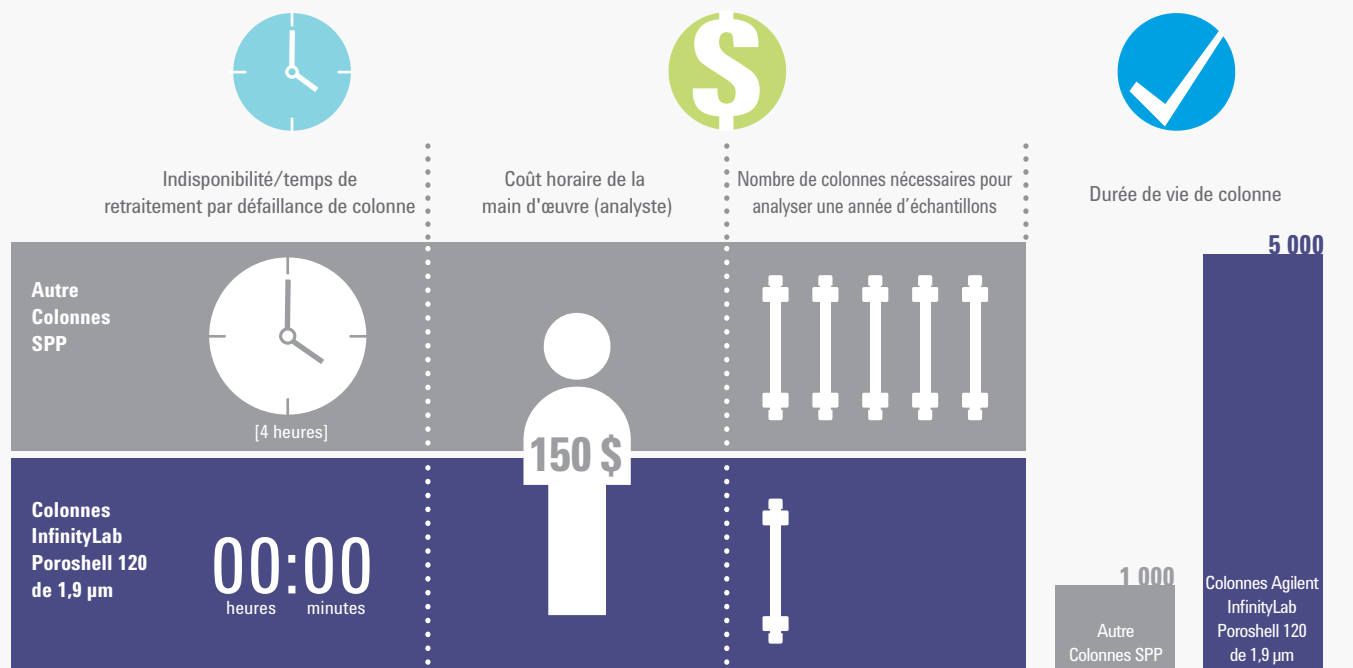 Indisponibilité/temps de
retraitement par défaillance de colonne
Coût horaire de la
main d'œuvre (analyste)
Nombre de colonnes nécessaires pour
analyser une année d'échantillons
Durée de vie de colonne
Autre
Colonnes
SPP
[4 heures]
150 $
Colonnes
InfinityLab
Poroshell 120
de 1,9 µm
00:00
heures minutes
5 000
1 000
Autre
Colonnes SPP
Colonnes Agilent
InfinityLab
Poroshell 120
de 1,9 µm